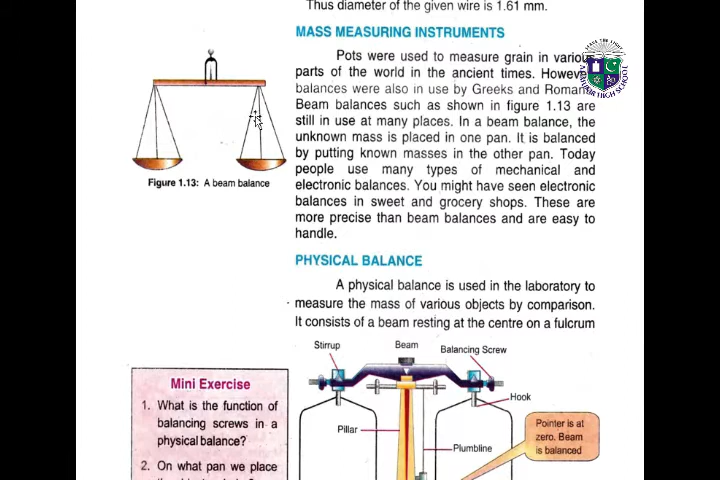 Thus diameter of the given wire is 1.61 mm.
MASS MEASURING INSTRUMENTS
Pots were used to measure grain in various
parts of the world in the ancient times. However
balances were also in use by Greeks and Romans
Beam balances such as shown in figure 1.13 are
still in use at many places. In a beam balance, the
unknown mass is placed in one pan. It is balanced
by putting known masses in the other pan. Today
people use many types of mechanical and
electronic balances. You might have seen electronic
balances in sweet and grocery shops. These are
more precise than beam balances and are easy to
handle.
Figure 1.13: A beam balance
PHYSICAL BALANCE
A physical balance is used in the laboratory to
measure the mass of various objects by comparison.
It consists of a beam resting at the centre on a fulcrum
Stirrup
Beam
Balancing Screw
Hook
Pillar
Plumbline
Pointer is at
zero. Beam
is balanced
Mini Exercise
1. What is the function of
balancing screws in a
physical balance?
2. On what pan we place
HIGH SCHOOL